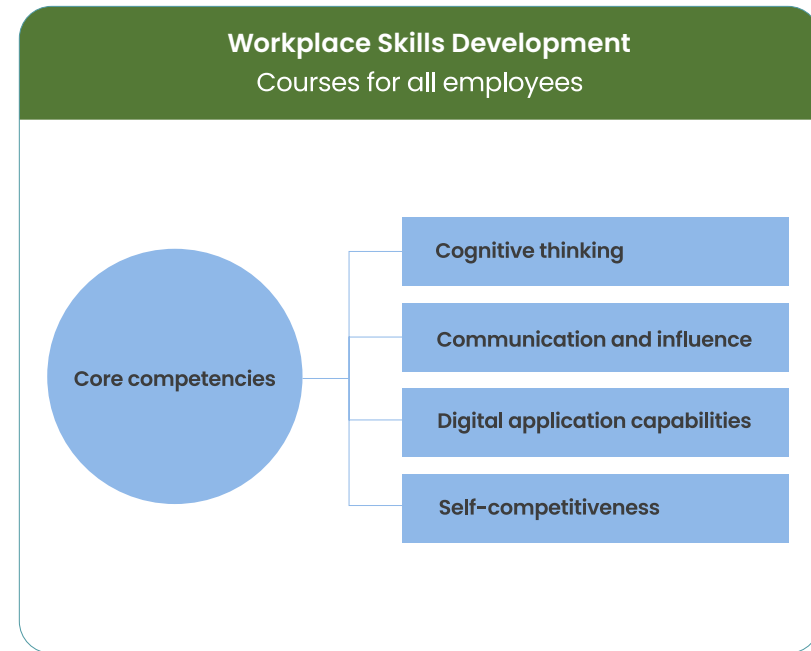 Workplace Skills Development
Courses for all employees
Core competencies
Cognitive thinking
Communication and influence
Digital application capabilities
Self-competitiveness